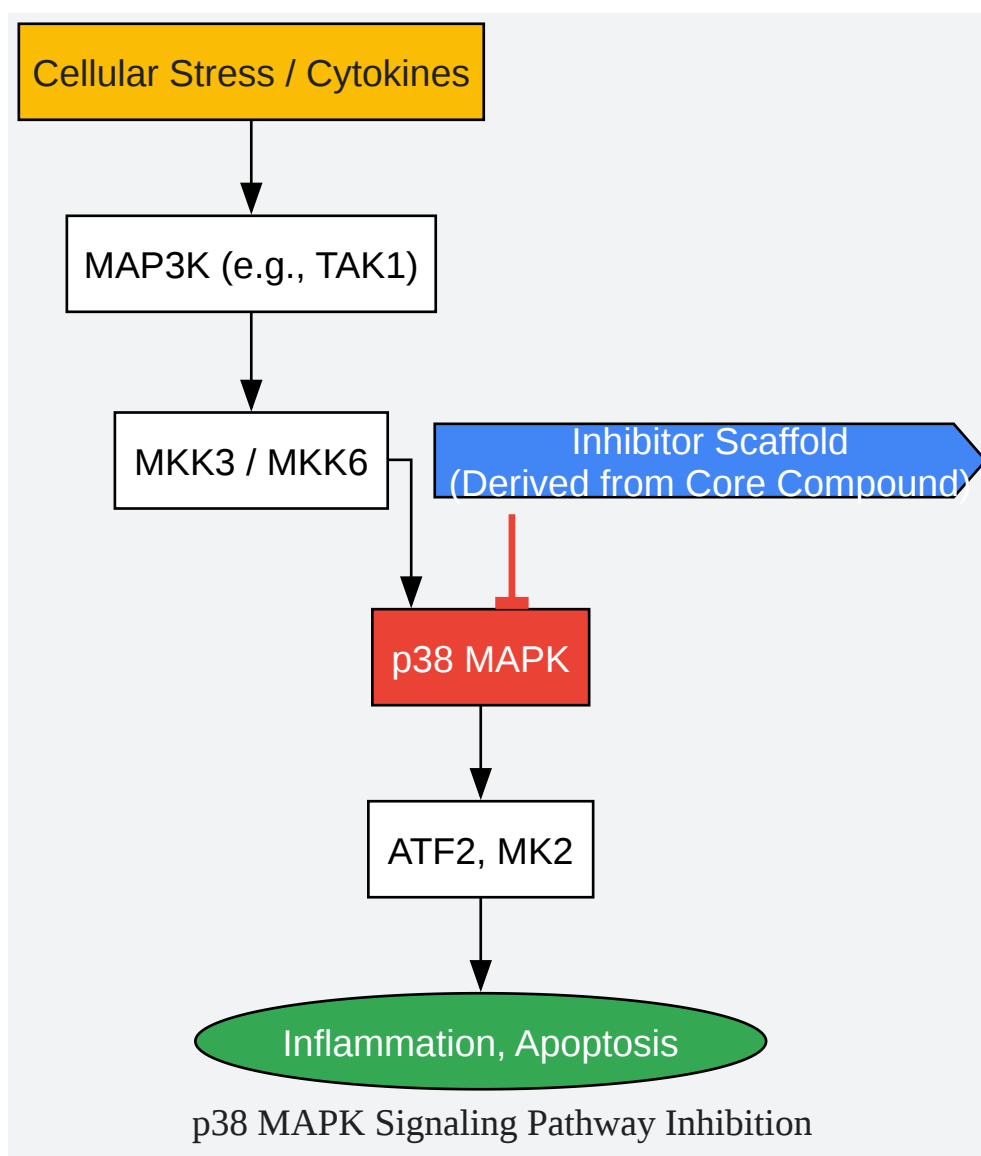 Cellular Stress / Cytokines
MAP3K (e.g., TAK1)
MKK3 / MKK6
Inhibitor Scaffold
(Derived from Core Compound)
p38 MAPK
ATF2, MK2
Inflammation, Apoptosis
p38 MAPK Signaling Pathway Inhibition